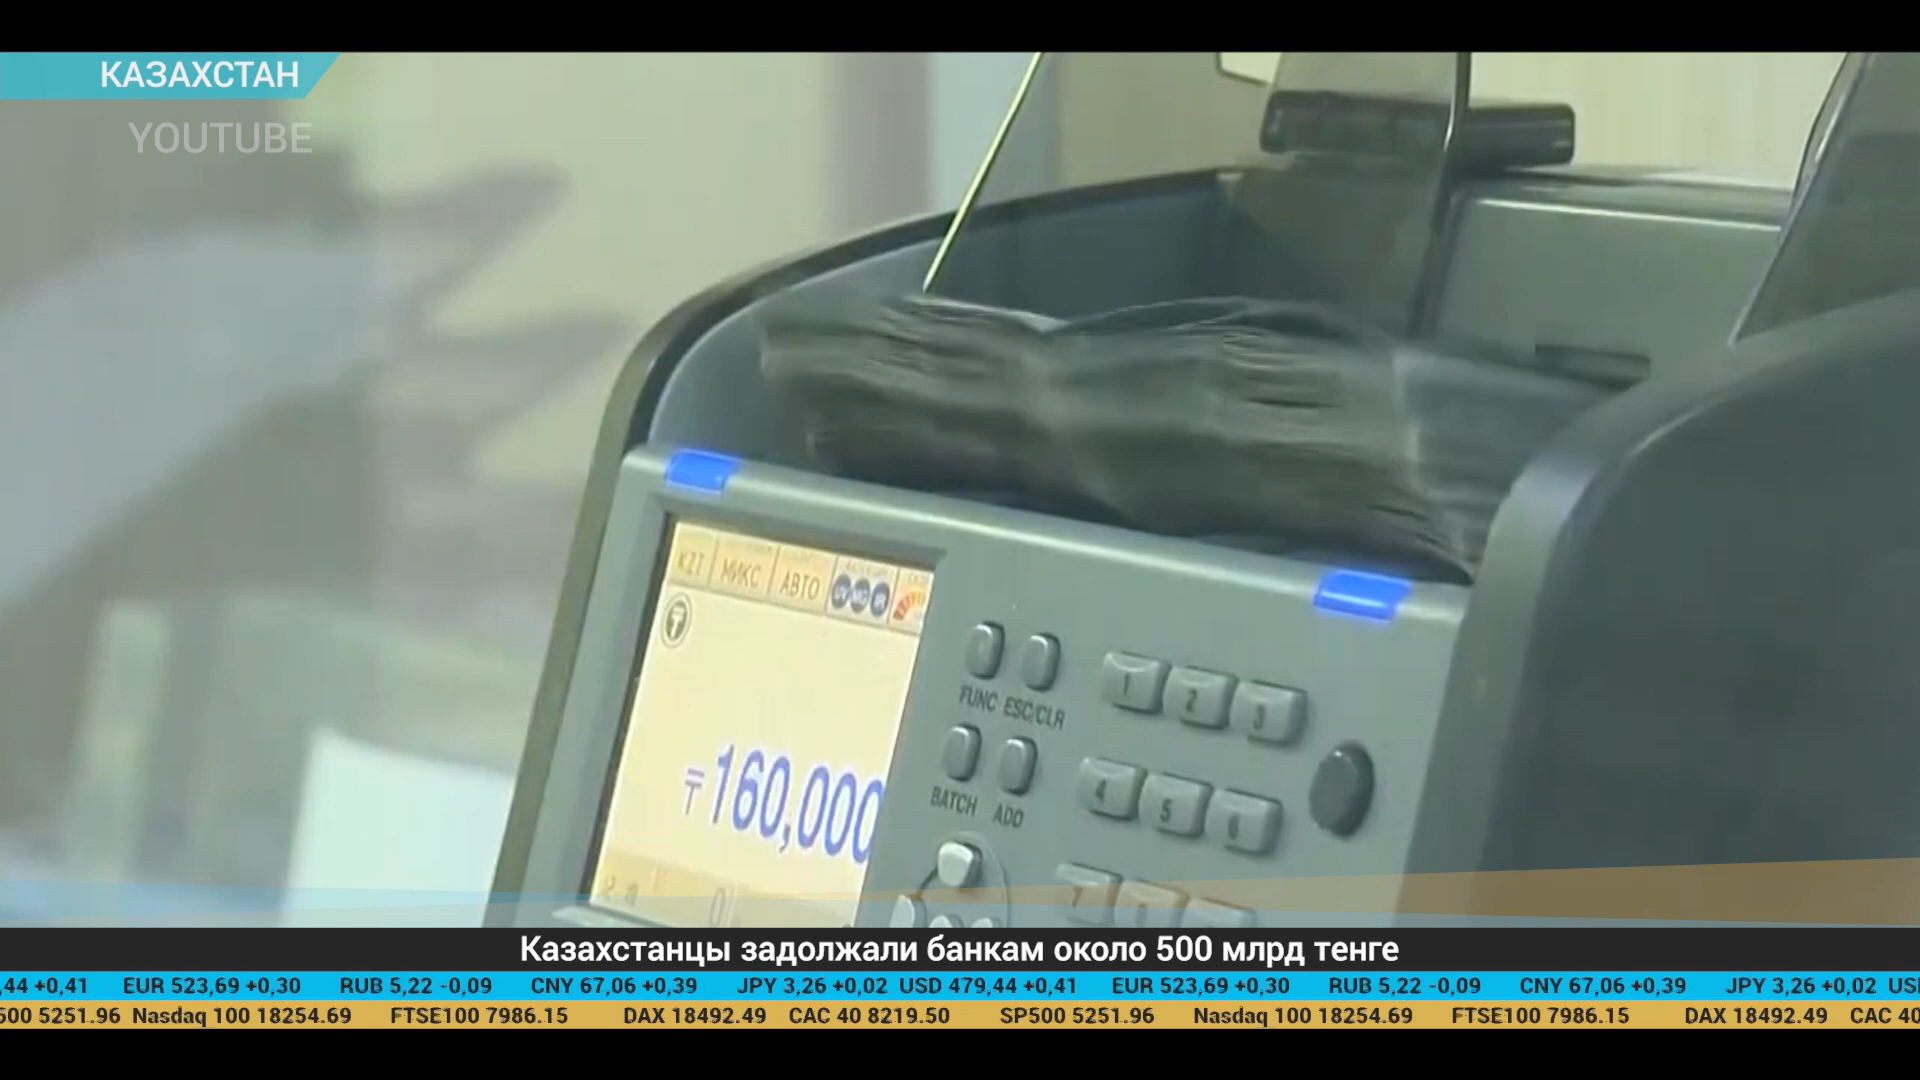 КАЗАХСТАН
YOUTUBE
KZT МИКС АВТО UV MG IR
₸160,000
FUNC ESC/CLR
1 2 3
BATCH ADD
4 5 6
7
Казахстанцы задолжали банкам около 500 млрд тенге
,44 +0,41 EUR 523,69 +0,30 RUB 5,22 -0,09 CNY 67,06 +0,39 JPY 3,26 +0,02 USD 479,44 +0,41 EUR 523,69 +0,30 RUB 5,22 -0,09 CNY 67,06 +0,39 JPY 3,26 +0,02 US
500 5251.96 Nasdaq 100 18254.69 FTSE100 7986.15 DAX 18492.49 CAC 40 8219.50 SP500 5251.96 Nasdaq 100 18254.69 FTSE100 7986.15 DAX 18492.49 CAC 40